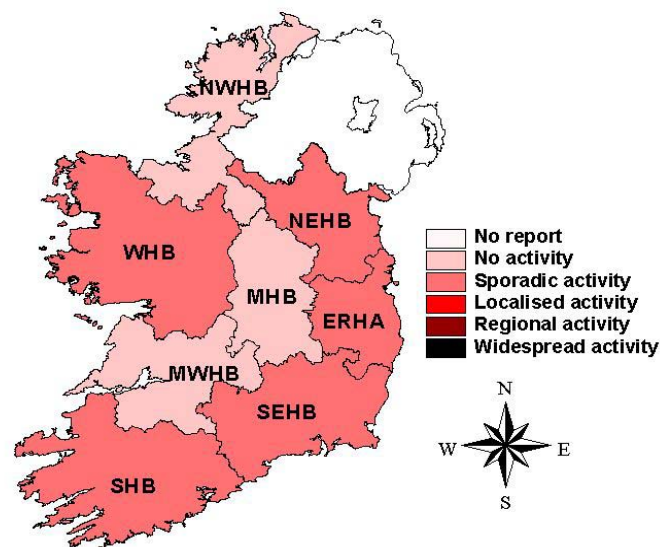 NWHB
NEHB
WHB
MHB
ERHA
MWHB
SEHB
SHB
No report
No activity
Sporadic activity
Localised activity
Regional activity
Widespread activity
N
W E
S